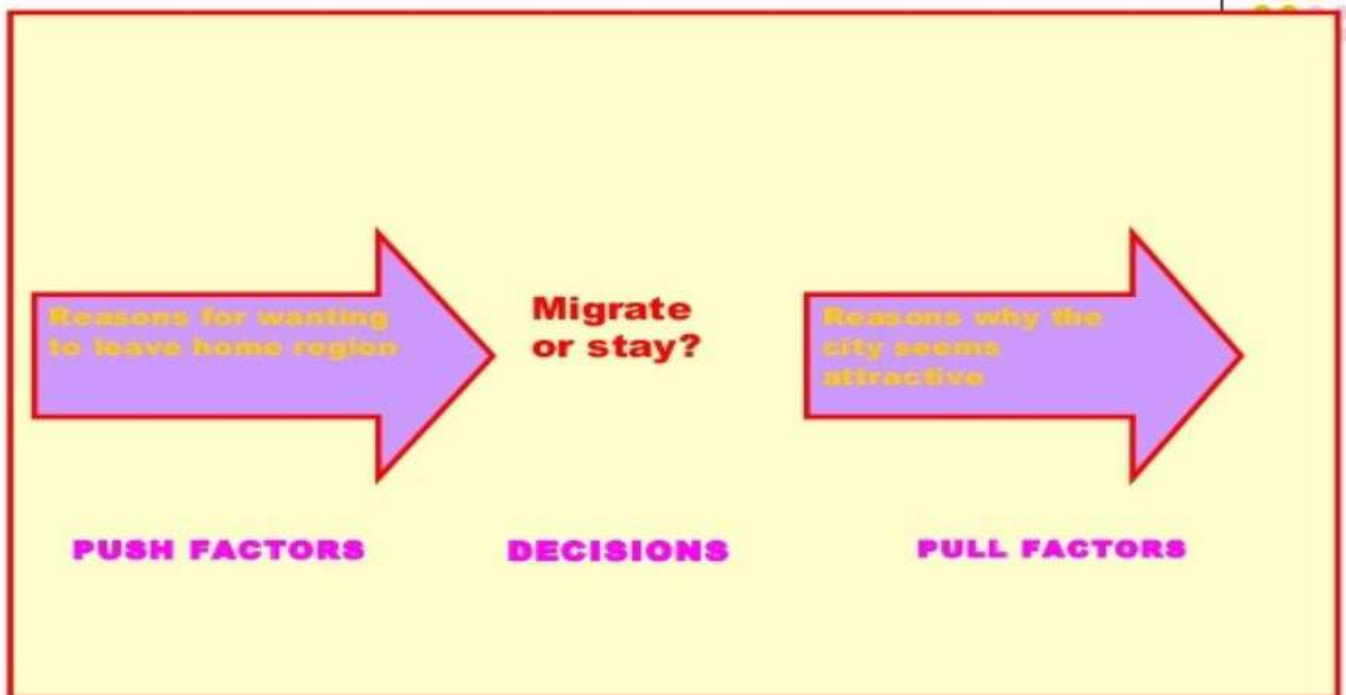 Reasons for wanting
to leave home region
Migrate
or stay?
Reasons why the
city seems
attractive
PUSH FACTORS
DECISIONS
PULL FACTORS